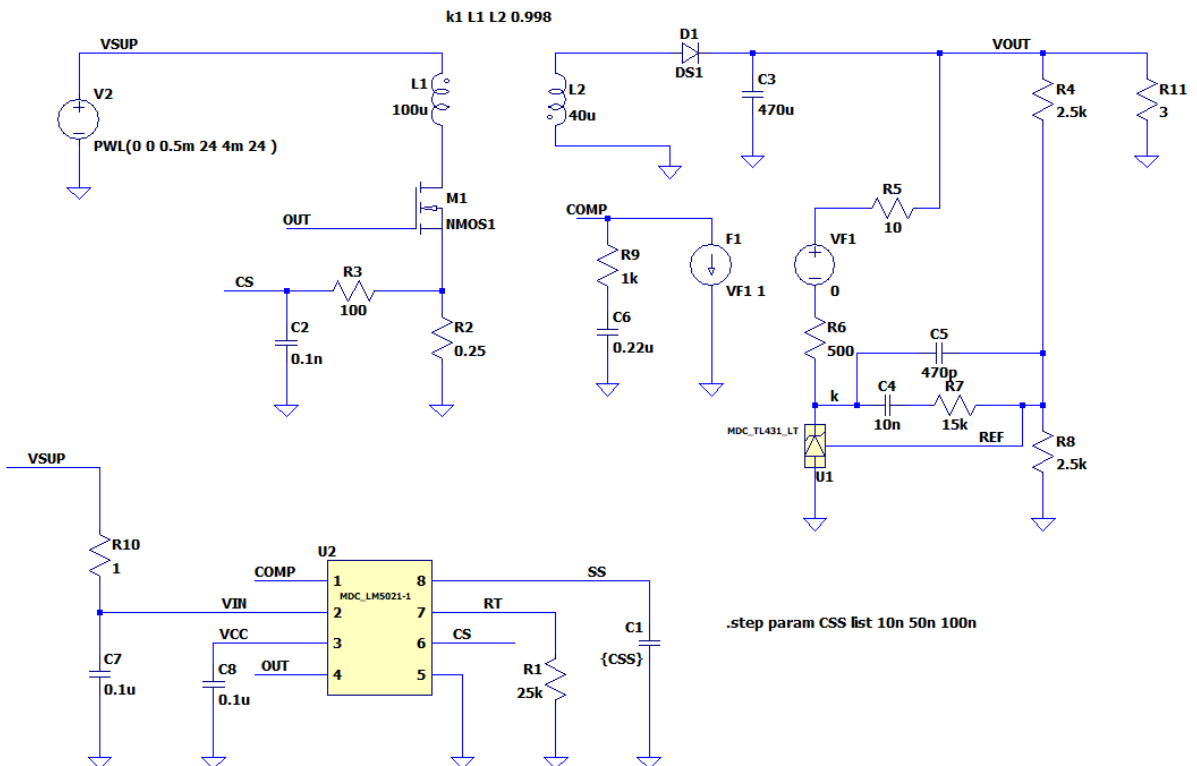 k1 L1 L2 0.998
VSUP
V2
PWL(0 0 0.5m 24 4m 24 )
L1
100u
L2
40u
D1
DS1
C3
470u
VOUT
R4
2.5k
R11
3
M1
NMOS1
OUT
CS
R3
100
C2
0.1n
R2
0.25
COMP
R9
1k
C6
0.22u
F1
VF1 1
R5
10
VF1
0
R6
500
C5
470p
k
C4
10n
R7
15k
MDC_TL431_LT
REF
U1
R8
2.5k
VSUP
R10
1
VIN
C7
0.1u
VCC
C8
0.1u
OUT
COMP
U2
MDC_LM5021-1
1
2
3
4
8
7
6
5
SS
RT
CS
R1
25k
C1
{CSS}
.step param CSS list 10n 50n 100n